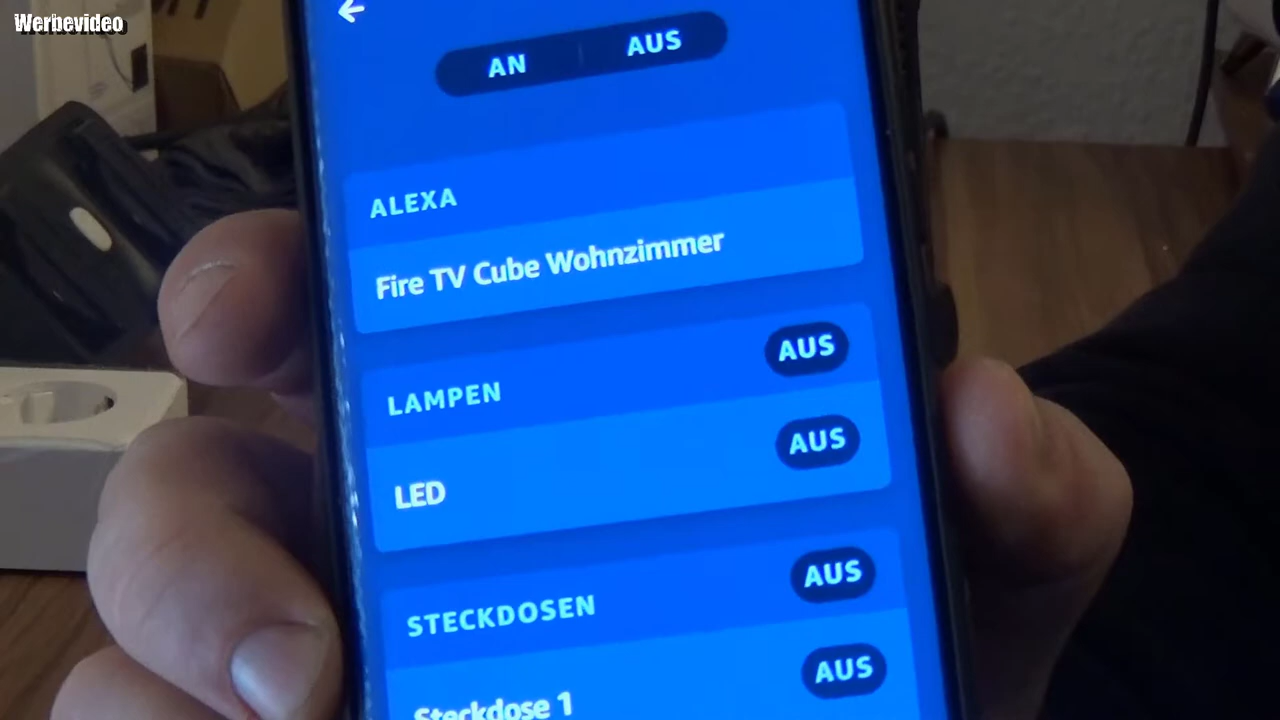 Werbevideo
AN AUS
ALEXA
Fire TV Cube Wohnzimmer
LAMPEN AUS
LED AUS
STECKDOSEN AUS
Steckdose 1 AUS